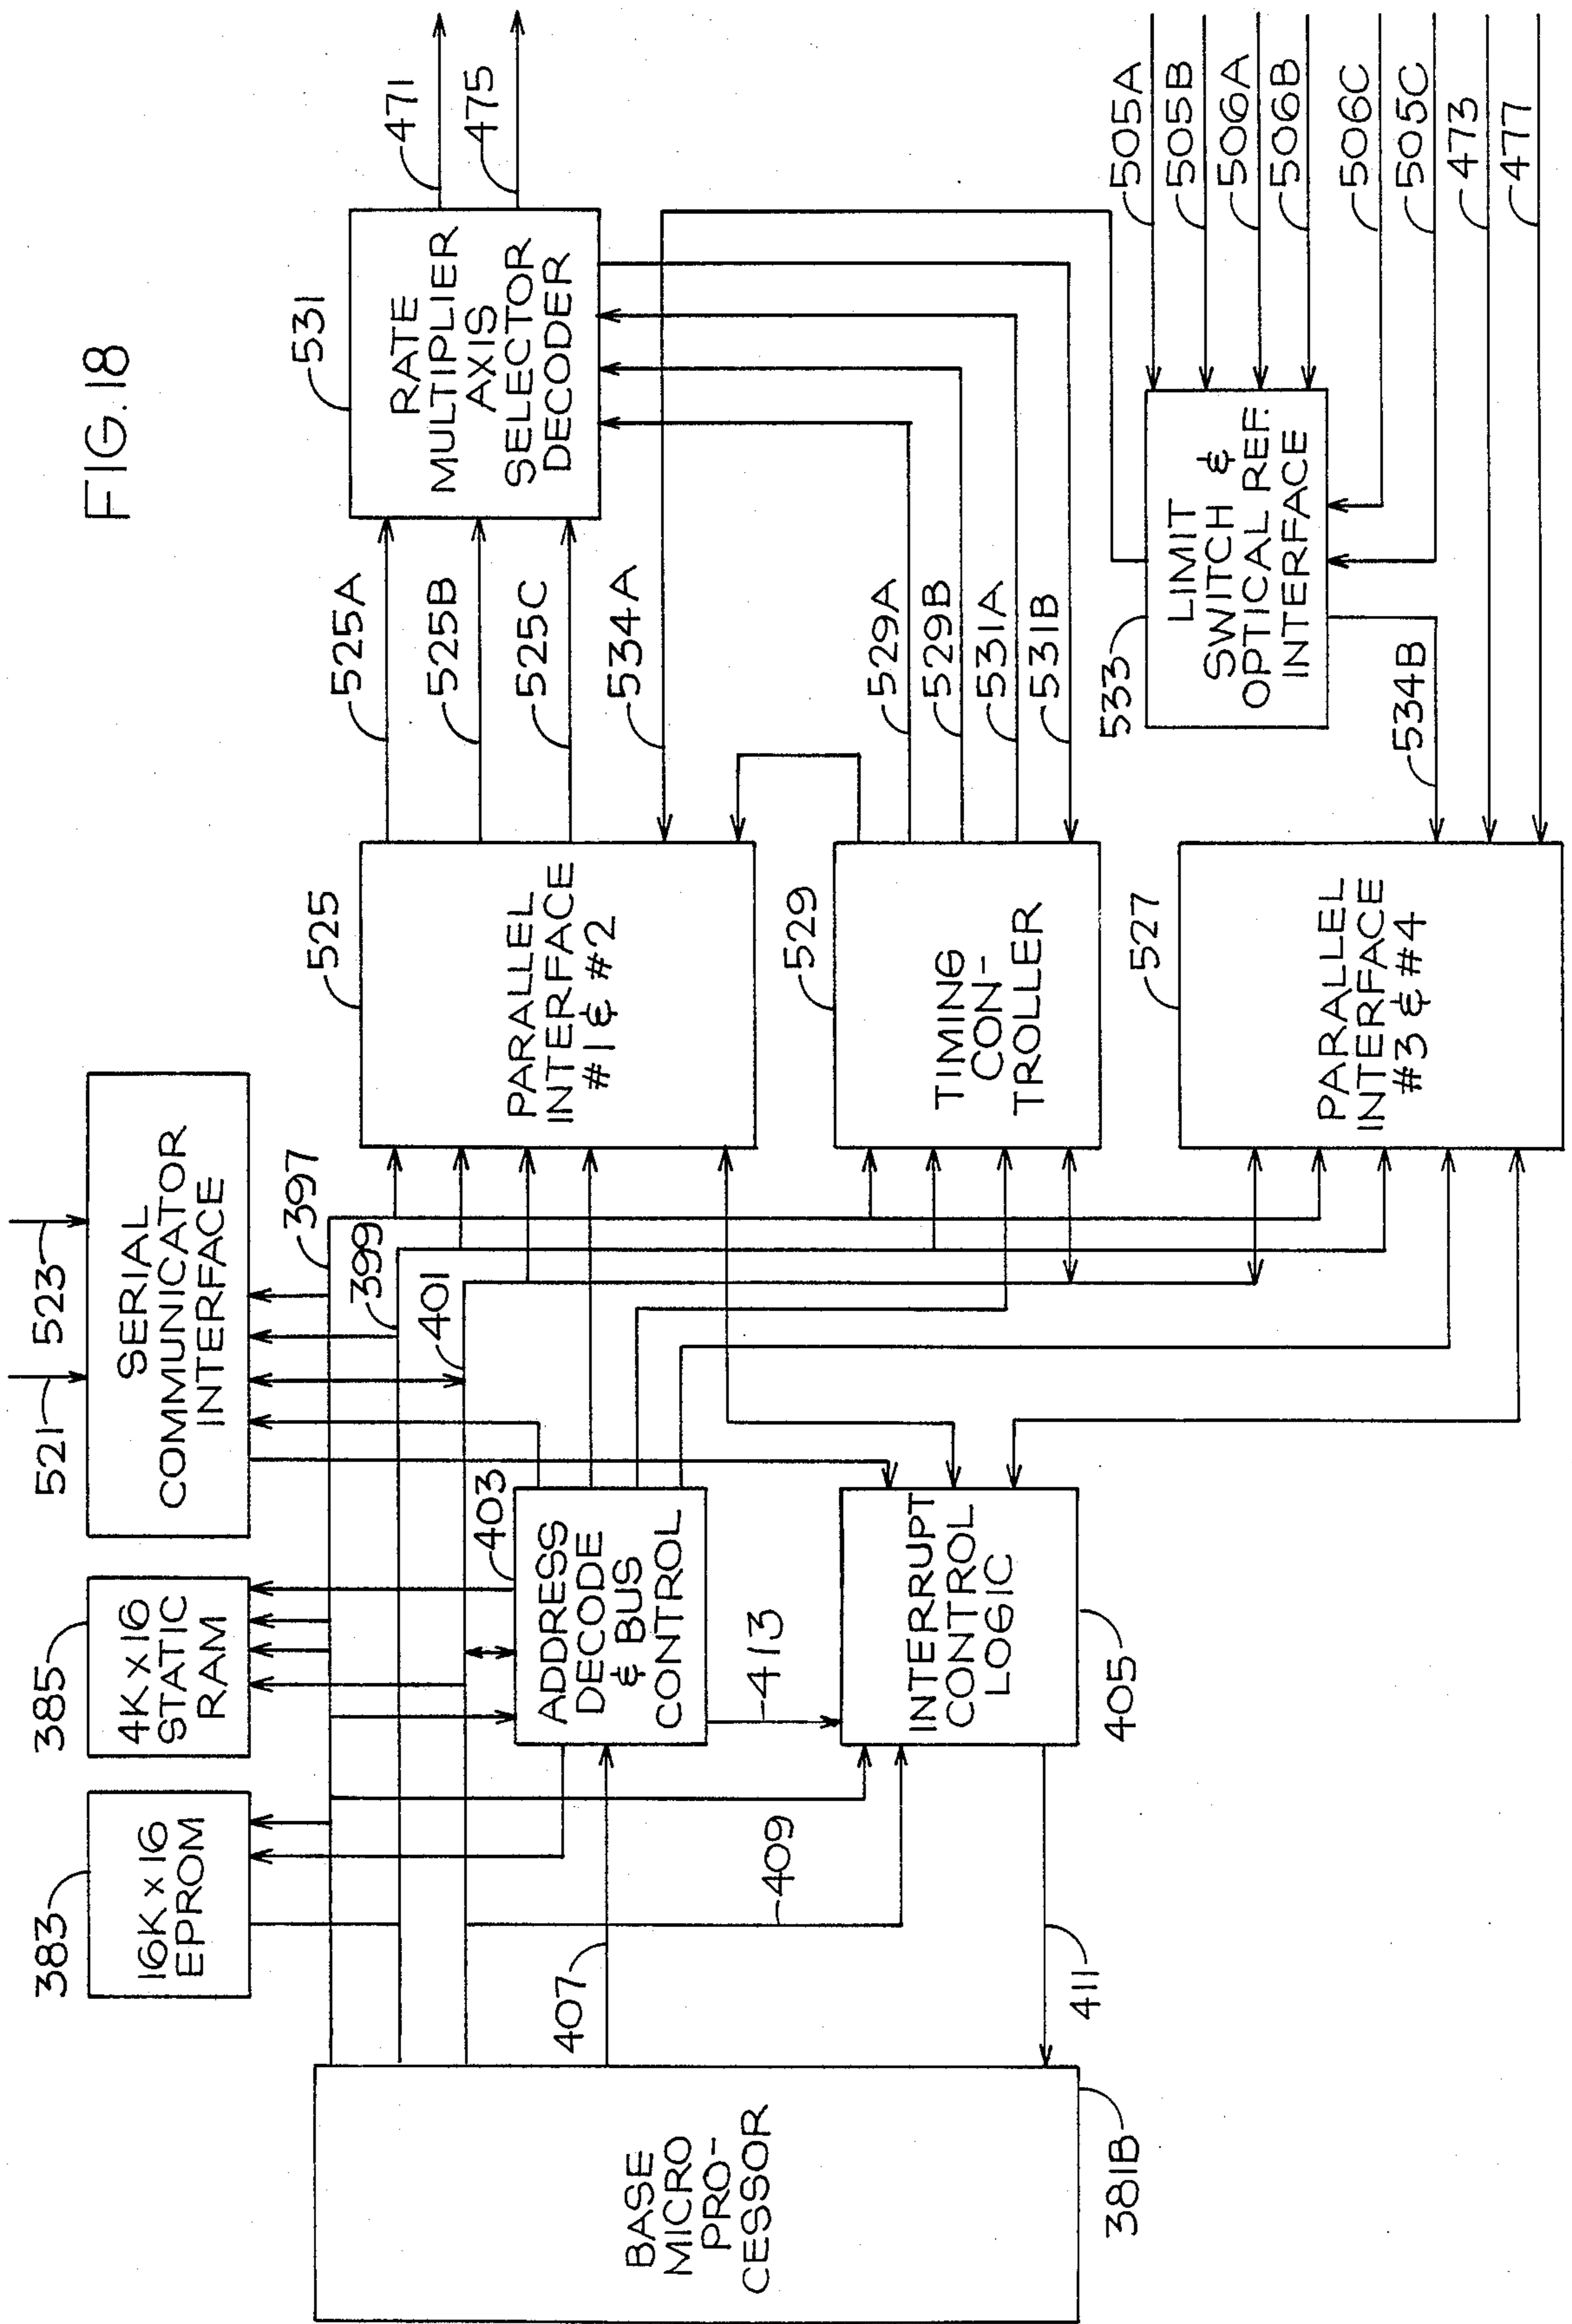 FIG. 18
383
16K x 16
EPROM
385
4K x 16
STATIC
RAM
521
523
SERIAL
COMMUNICATOR
INTERFACE
397
399
401
403
ADDRESS
DECODE
& BUS
CONTROL
407
409
413
INTERRUPT
CONTROL
LOGIC
405
411
BASE
MICRO
PRO-
CESSOR
381B
525
PARALLEL
INTERFACE
#1 & #2
529
TIMING
CON-
TROLLER
527
PARALLEL
INTERFACE
#3 & #4
525A
525B
525C
534A
529A
529B
531A
531B
531
RATE
MULTIPLIER
AXIS
SELECTOR
DECODER
471
475
533
LIMIT
SWITCH &
OPTICAL REF.
INTERFACE
534B
505A
505B
506A
506B
506C
505C
473
477